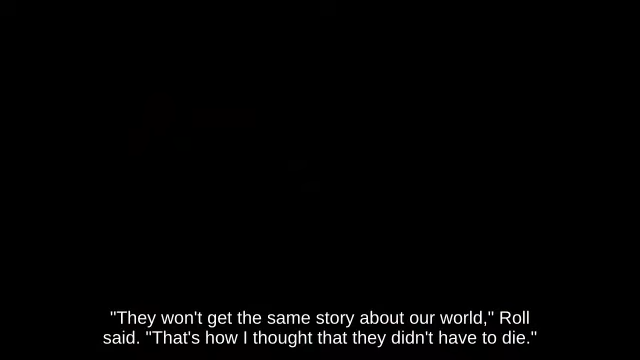 "They won't get the same story about our world," Roll
said. "That's how I thought that they didn't have to die."